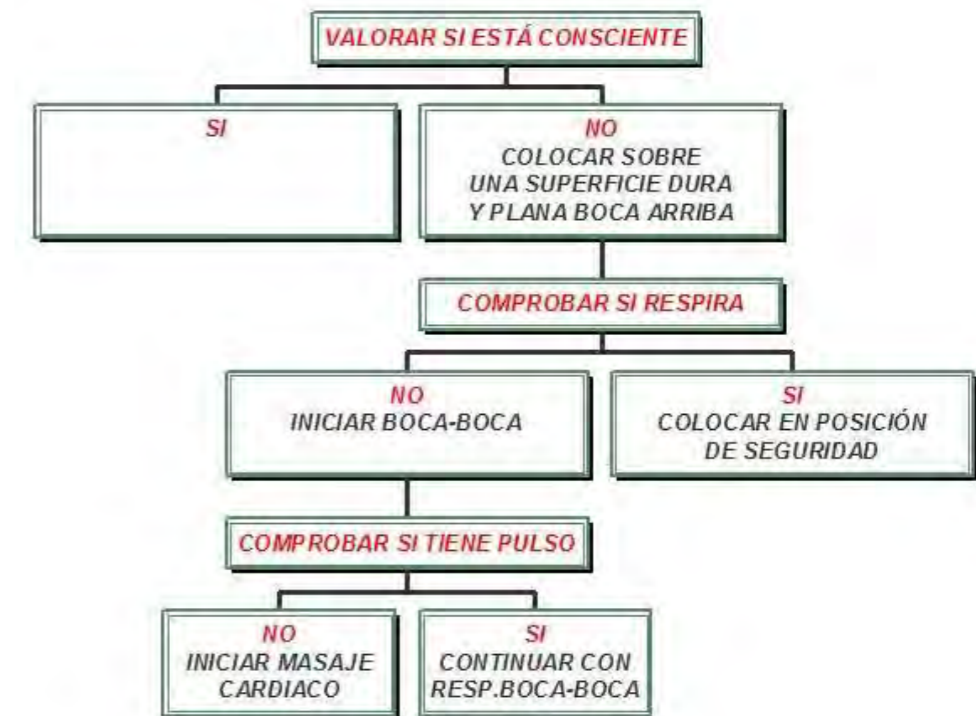 VALORAR SI ESTÁ CONSCIENTE
SI
NO
COLOCAR SOBRE
UNA SUPERFICIE DURA
Y PLANA BOCA ARRIBA
COMPROBAR SI RESPIRA
NO
INICIAR BOCA-BOCA
SI
COLOCAR EN POSICIÓN
DE SEGURIDAD
COMPROBAR SI TIENE PULSO
NO
INICIAR MASAJE
CARDIACO
SI
CONTINUAR CON
RESP.BOCA-BOCA